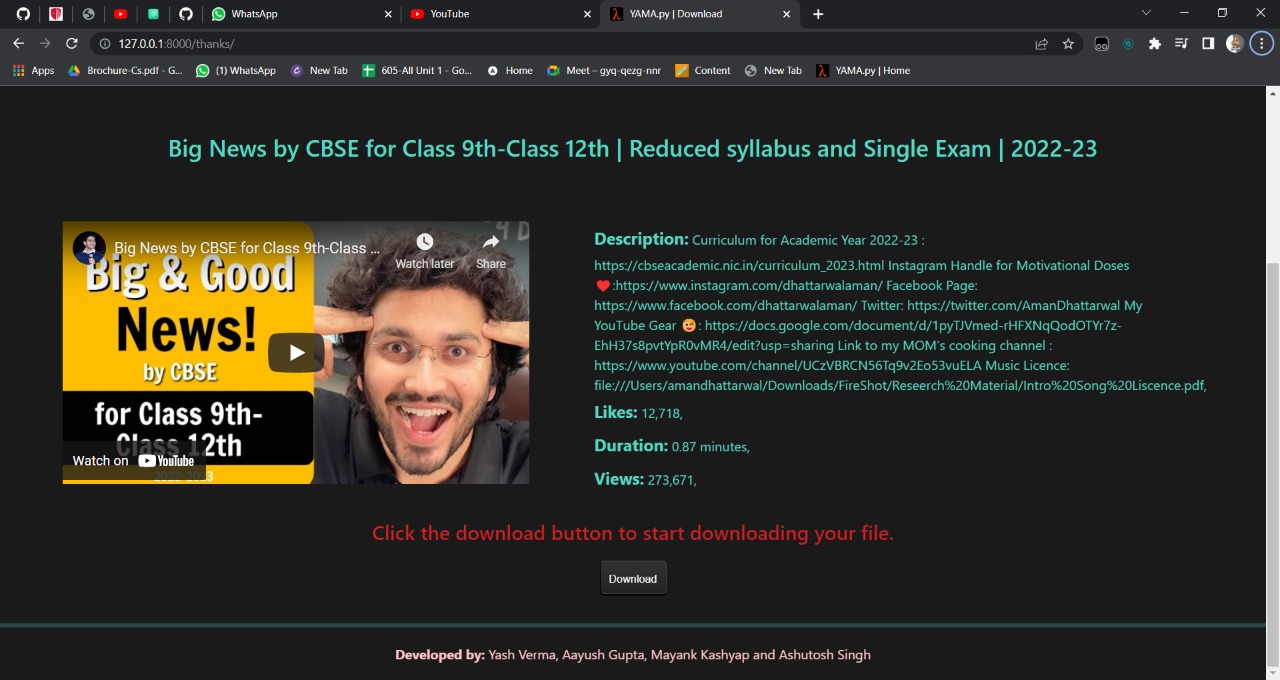 WhatsApp
YouTube
YAMA.py | Download
127.0.0.1:8000/thanks/
Apps
Brochure-Cs.pdf - G...
(1) WhatsApp
New Tab
605-All Unit 1 - Go...
Home
Meet – gyq-qezg-nnr
Content
New Tab
YAMA.py | Home
Big News by CBSE for Class 9th-Class 12th | Reduced syllabus and Single Exam | 2022-23
Big News by CBSE for Class 9th-Class ...
Watch later
Share
Big & Good
News!
by CBSE
for Class 9th-
Class 12th
Watch on YouTube
2022-2023
Description: Curriculum for Academic Year 2022-23 :
https://cbseacademic.nic.in/curriculum_2023.html Instagram Handle for Motivational Doses
❤️:https://www.instagram.com/dhattarwalaman/ Facebook Page:
https://www.facebook.com/dhattarwalaman/ Twitter: https://twitter.com/AmanDhattarwal My
YouTube Gear 😅: https://docs.google.com/document/d/1pyTJVmed-rHFXNqQodOTYr7z-
EhH37s8pvtYpR0vMR4/edit?usp=sharing Link to my MOM's cooking channel :
https://www.youtube.com/channel/UCzVBRCN56Tq9v2Eo53vuELA Music Licence:
file:///Users/amandhattarwal/Downloads/FireShot/Reseerch%20Material/Intro%20Song%20Liscence.pdf,
Likes: 12,718,
Duration: 0.87 minutes,
Views: 273,671,
Click the download button to start downloading your file.
Download
Developed by: Yash Verma, Aayush Gupta, Mayank Kashyap and Ashutosh Singh